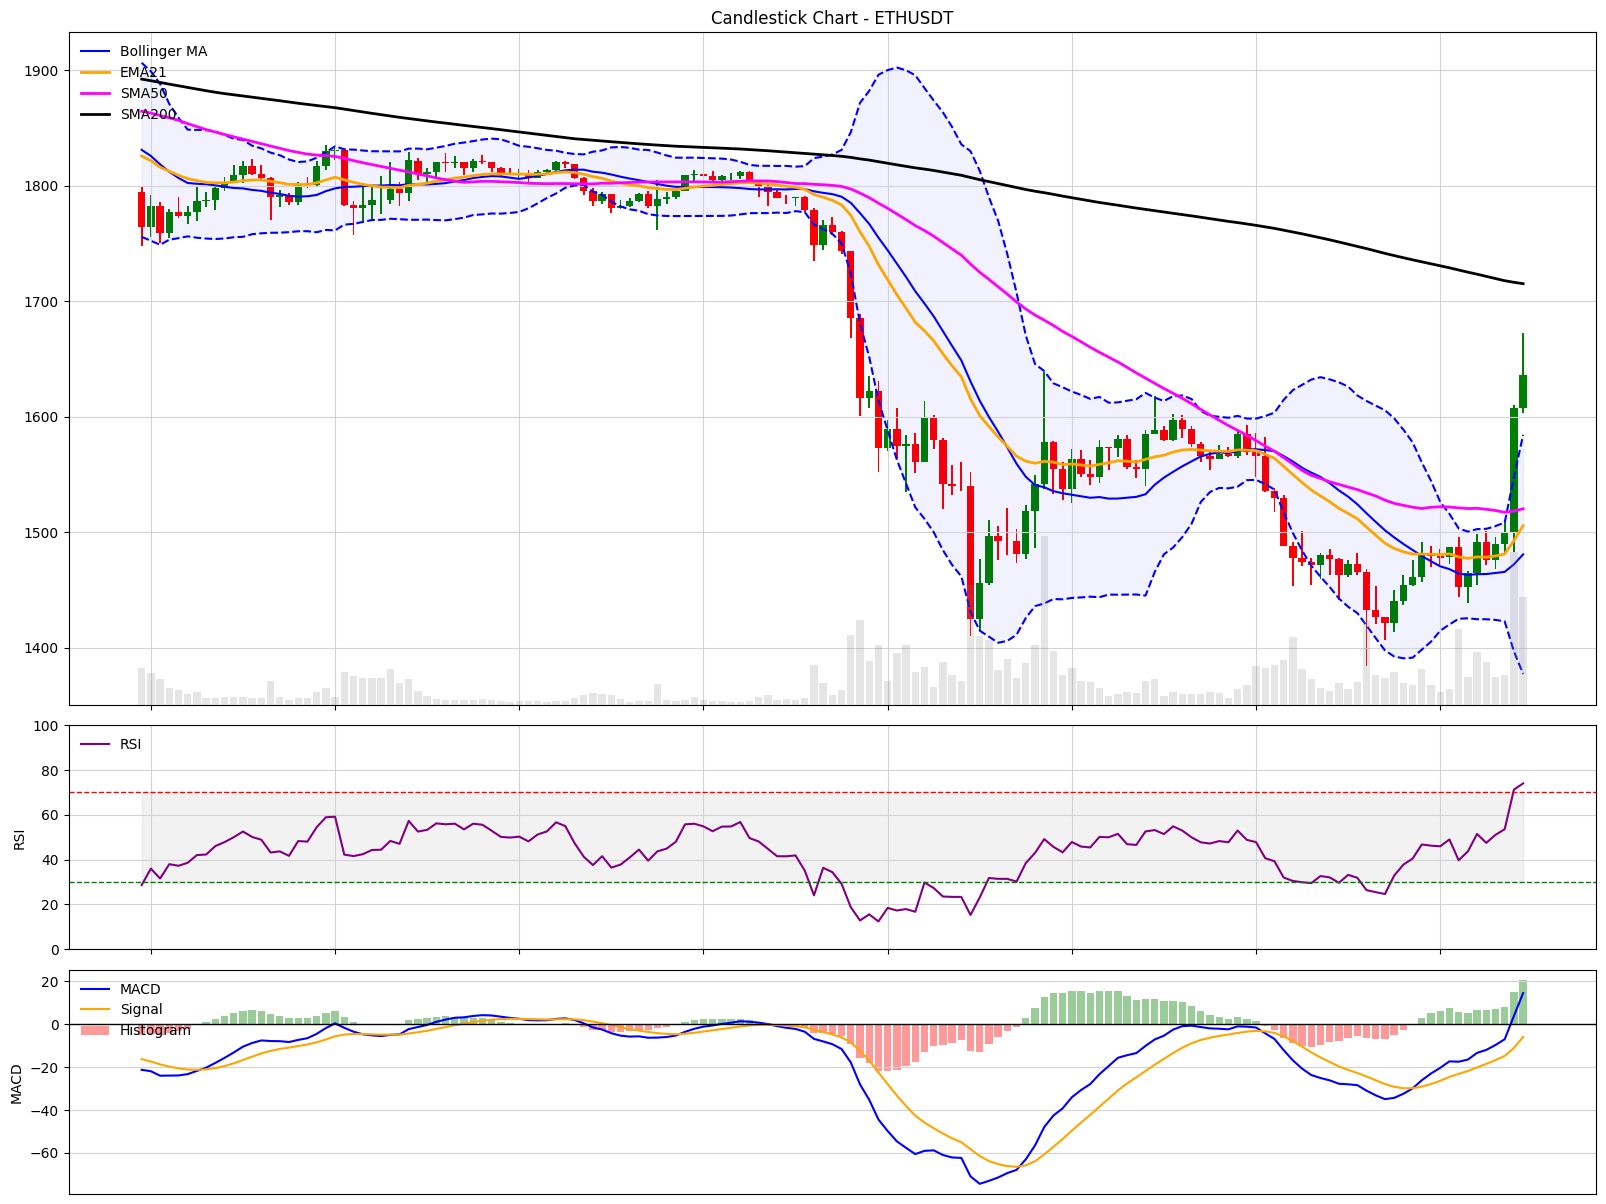 Candlestick Chart - ETHUSDT
Bollinger MA
EMA21
SMA50
SMA200
1900
1800
1700
1600
1500
1400
RSI
100
80
60
40
20
0
RSI
MACD
Signal
Histogram
20
0
−20
−40
−60
MACD